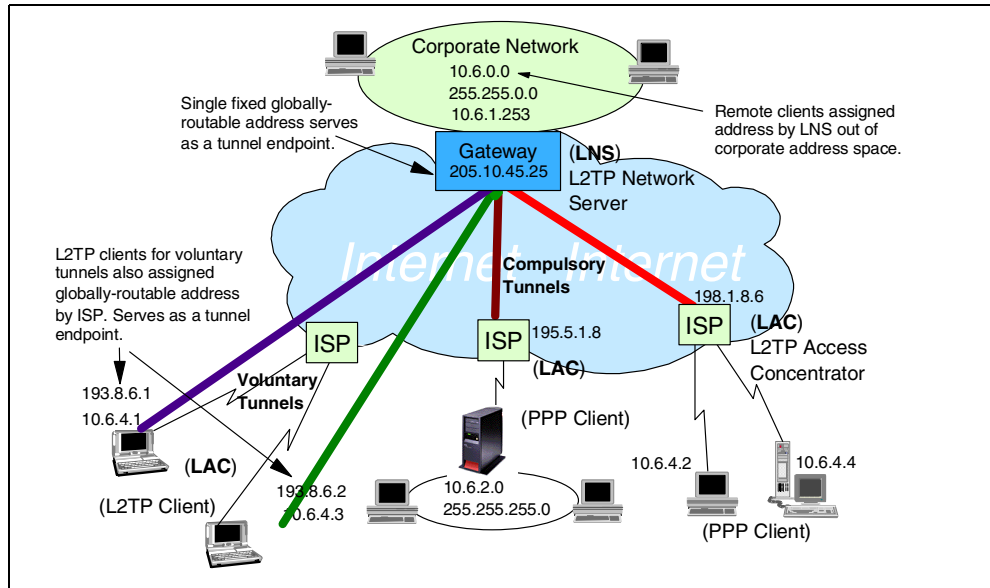 Corporate Network
10.6.0.0
255.255.0.0
10.6.1.253
Single fixed globally-
routable address serves
as a tunnel endpoint.
Remote clients assigned
address by LNS out of
corporate address space.
Gateway
205.10.45.25
(LNS)
L2TP Network
Server
Internet Internet
L2TP clients for voluntary
tunnels also assigned
globally-routable address
by ISP. Serves as a tunnel
endpoint.
Compulsory
Tunnels
198.1.8.6
ISP
ISP
195.5.1.8
ISP
(LAC)
L2TP Access
Concentrator
(LAC)
Voluntary
Tunnels
193.8.6.1
10.6.4.1
(PPP Client)
(LAC)
(L2TP Client)
193.8.6.2
10.6.4.3
10.6.2.0
255.255.255.0
10.6.4.2
10.6.4.4
(PPP Client)